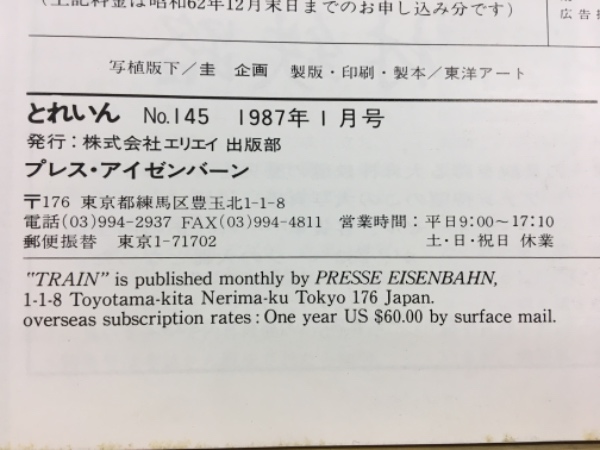 (上記料金は昭和62年12月末日までのお申し込み分です)
広告
写植版下/圭 企画 製版・印刷・製本/東洋アート
とれいん No.145 1987年1月号
発行:株式会社エリエイ 出版部
プレス・アイゼンバーン
〒176 東京都練馬区豊玉北1-1-8
電話(03)994-2937 FAX(03)994-4811 営業時間:平日9:00〜17:10
郵便振替 東京1-71702 土・日・祝日 休業
"TRAIN" is published monthly by PRESSE EISENBAHN,
1-1-8 Toyotama-kita Nerima-ku Tokyo 176 Japan.
overseas subscription rates:One year US $60.00 by surface mail.